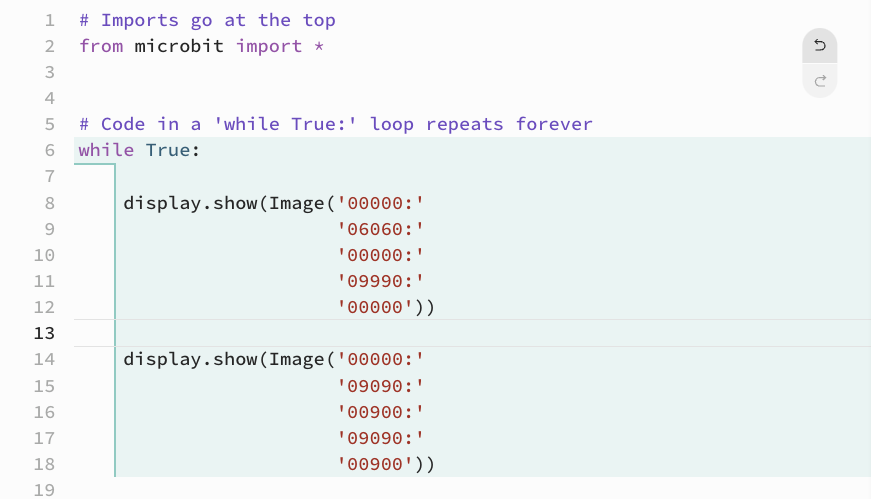 1 # Imports go at the top
2 from microbit import *
3
4
5 # Code in a 'while True:' loop repeats forever
6 while True:
7
8     display.show(Image('00000:'
9                        '06060:'
10                        '00000:'
11                        '09990:'
12                        '00000'))
13
14     display.show(Image('00000:'
15                        '09090:'
16                        '00900:'
17                        '09090:'
18                        '00900'))
19